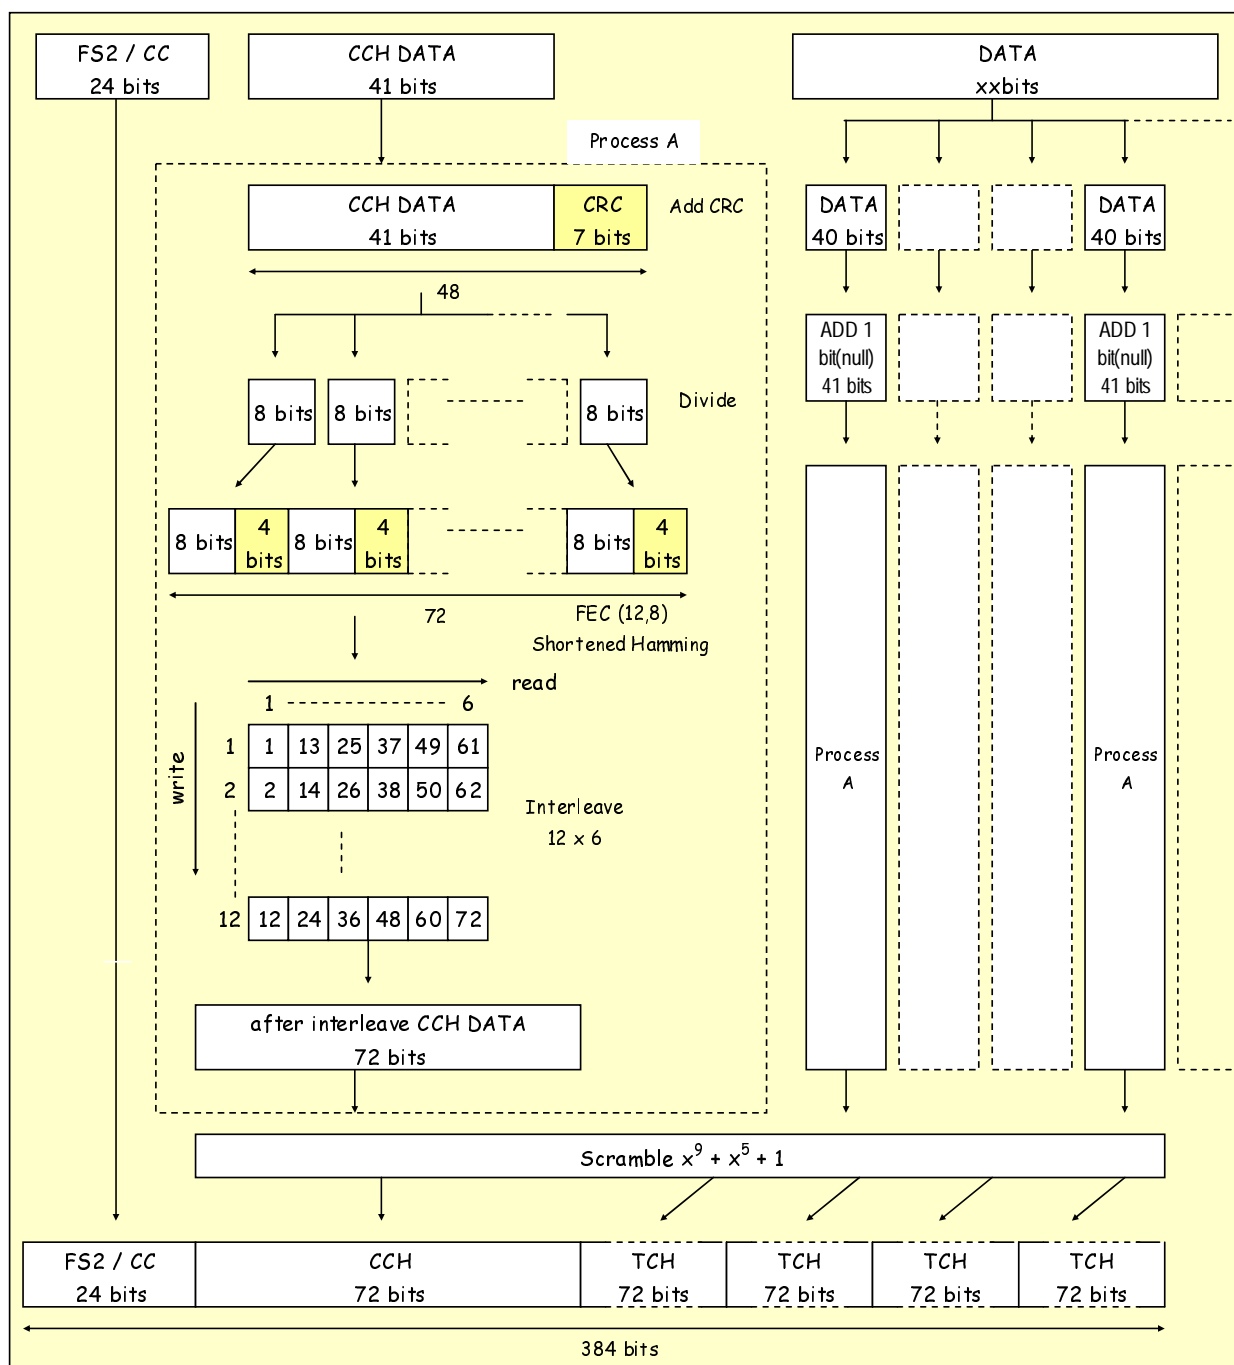 FS2 / CC
24 bits
CCH DATA
41 bits
DATA
xxbits
Process A
CCH DATA
41 bits
CRC
7 bits
Add CRC
DATA
40 bits
DATA
40 bits
48
ADD 1
bit(null)
41 bits
ADD 1
bit(null)
41 bits
8 bits
8 bits
8 bits
Divide
8 bits
4
bits
8 bits
4
bits
8 bits
4
bits
72
FEC (12,8)
Shortened Hamming
read
1
6
write
1
1 13 25 37 49 61
2
2 14 26 38 50 62
Interleave
12 x 6
12
12 24 36 48 60 72
Process
A
Process
A
after interleave CCH DATA
72 bits
Scramble x⁹ + x⁵ + 1
FS2 / CC
24 bits
CCH
72 bits
TCH
72 bits
TCH
72 bits
TCH
72 bits
TCH
72 bits
384 bits